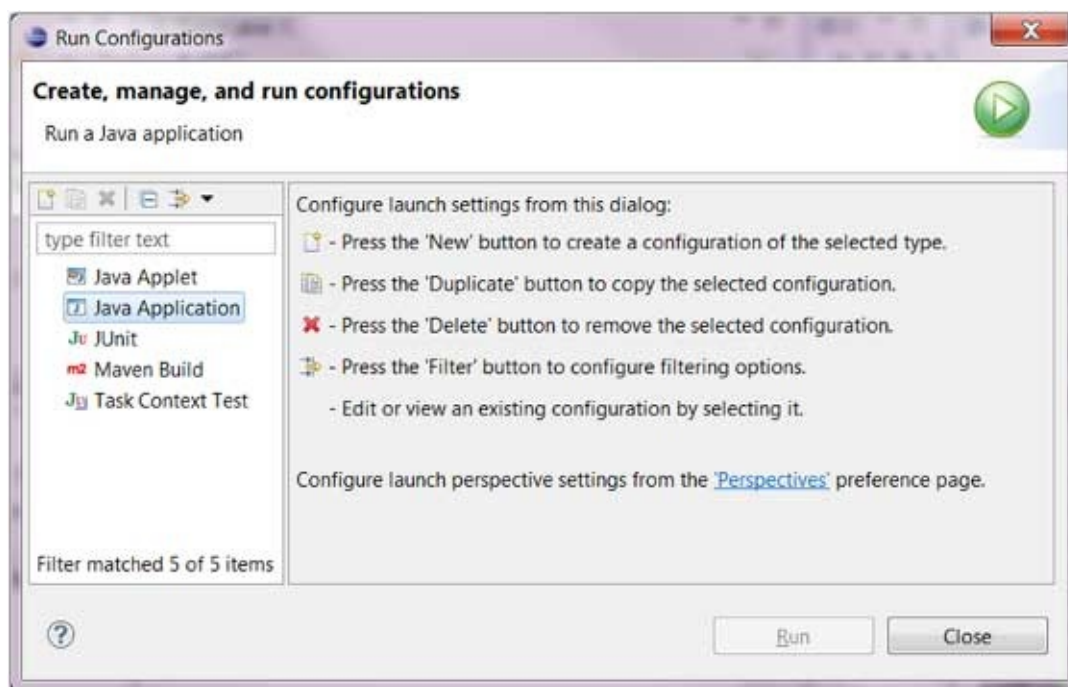 Run Configurations
Create, manage, and run configurations
Run a Java application
type filter text
Java Applet
Java Application
Ju JUnit
m2 Maven Build
Ju Task Context Test
Filter matched 5 of 5 items
Configure launch settings from this dialog:
- Press the 'New' button to create a configuration of the selected type.
- Press the 'Duplicate' button to copy the selected configuration.
- Press the 'Delete' button to remove the selected configuration.
- Press the 'Filter' button to configure filtering options.
- Edit or view an existing configuration by selecting it.
Configure launch perspective settings from the 'Perspectives' preference page.
Run
Close